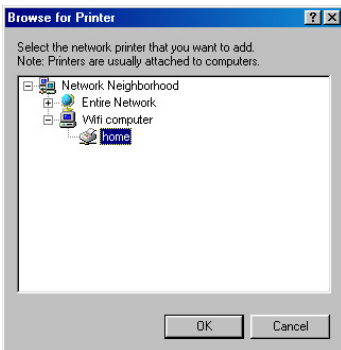 Browse for Printer
Select the network printer that you want to add.
Note: Printers are usually attached to computers.
Network Neighborhood
Entire Network
Wifi computer
home
OK Cancel